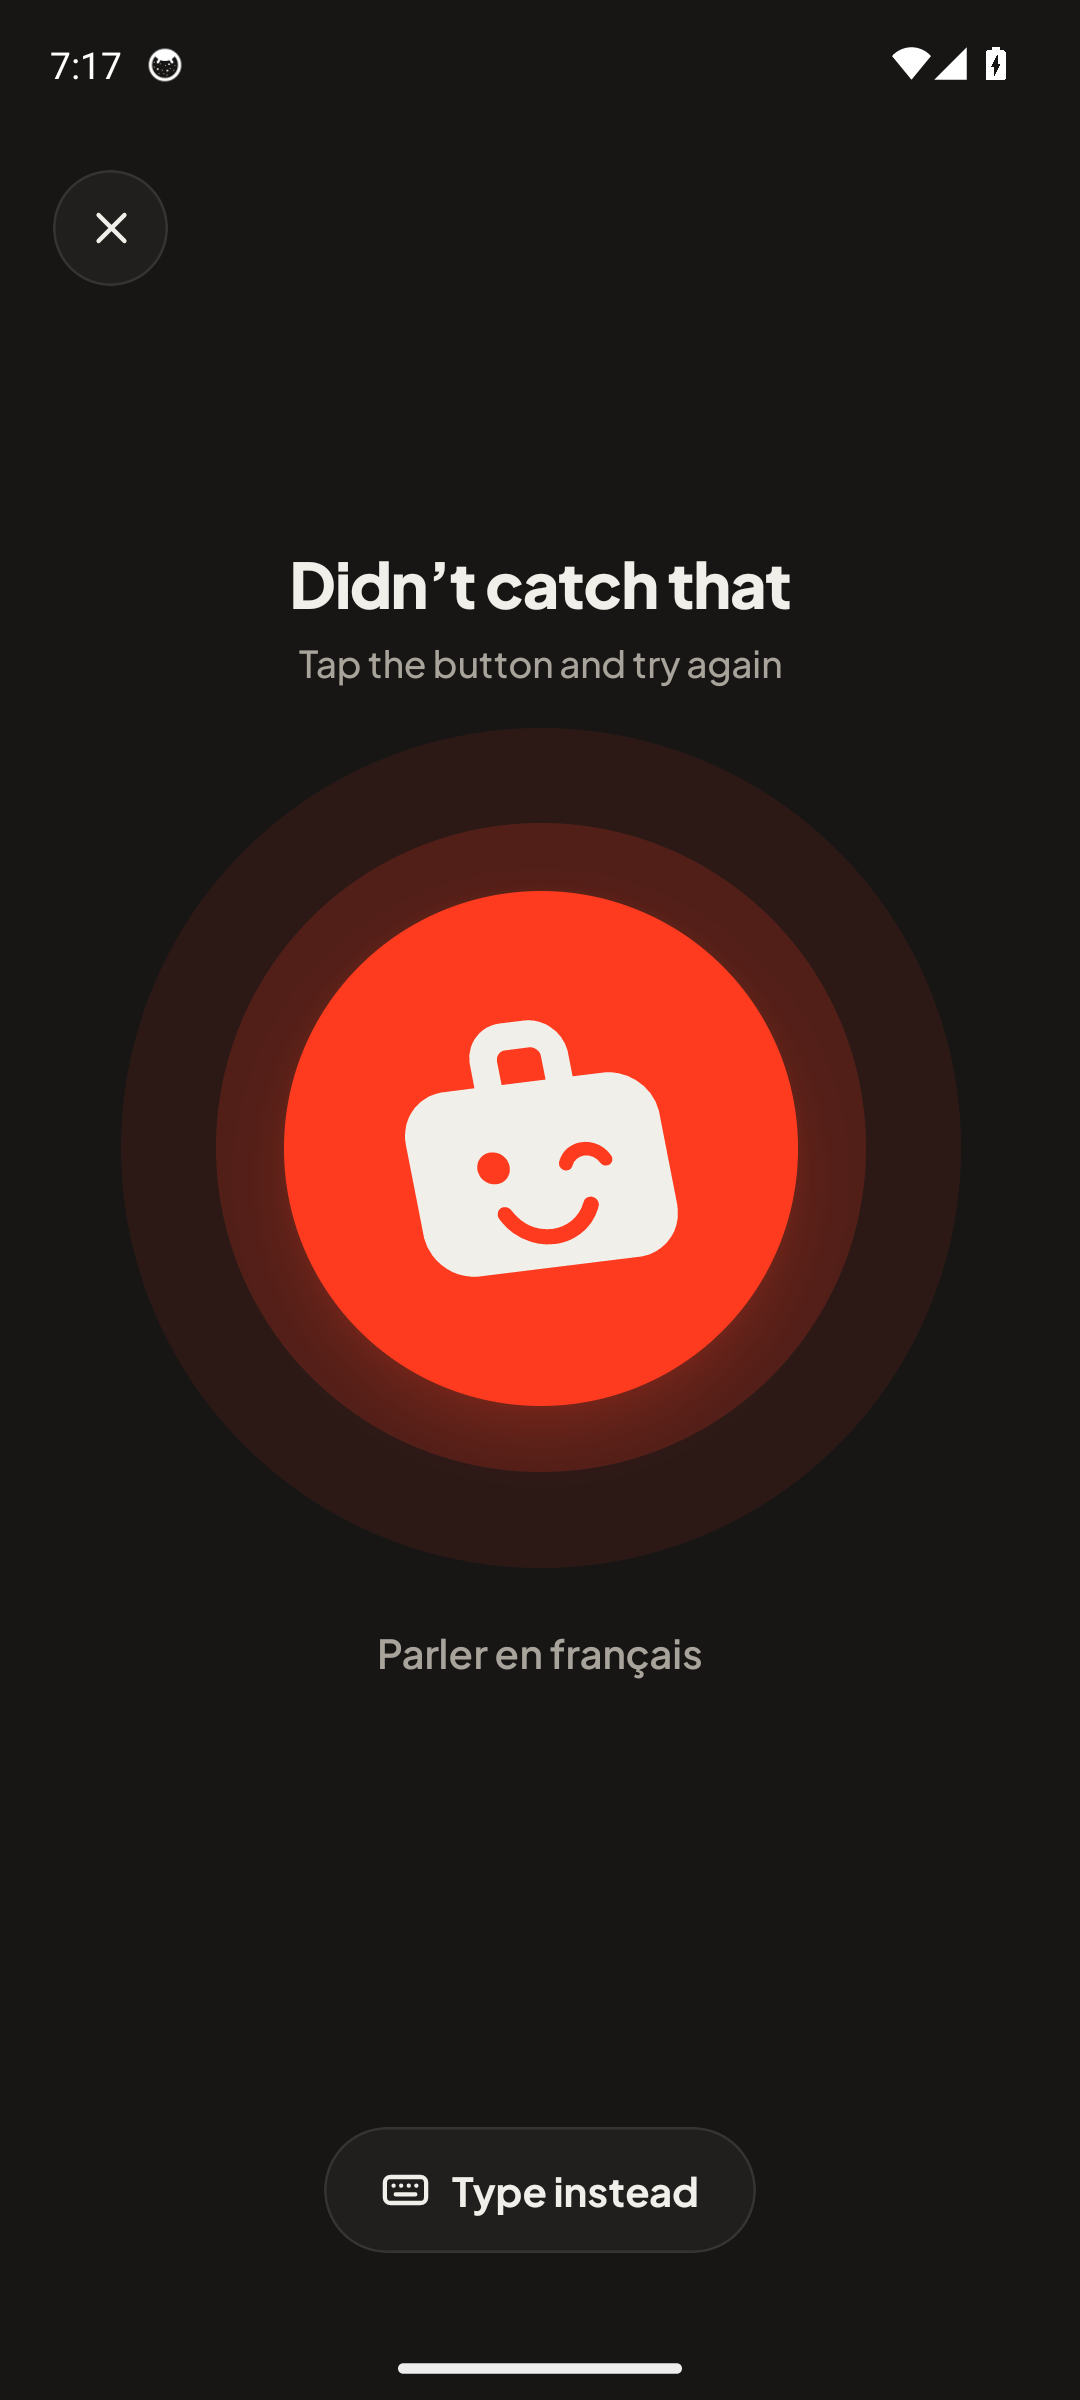 7:17
Didn’t catch that
Tap the button and try again
Parler en français
Type instead